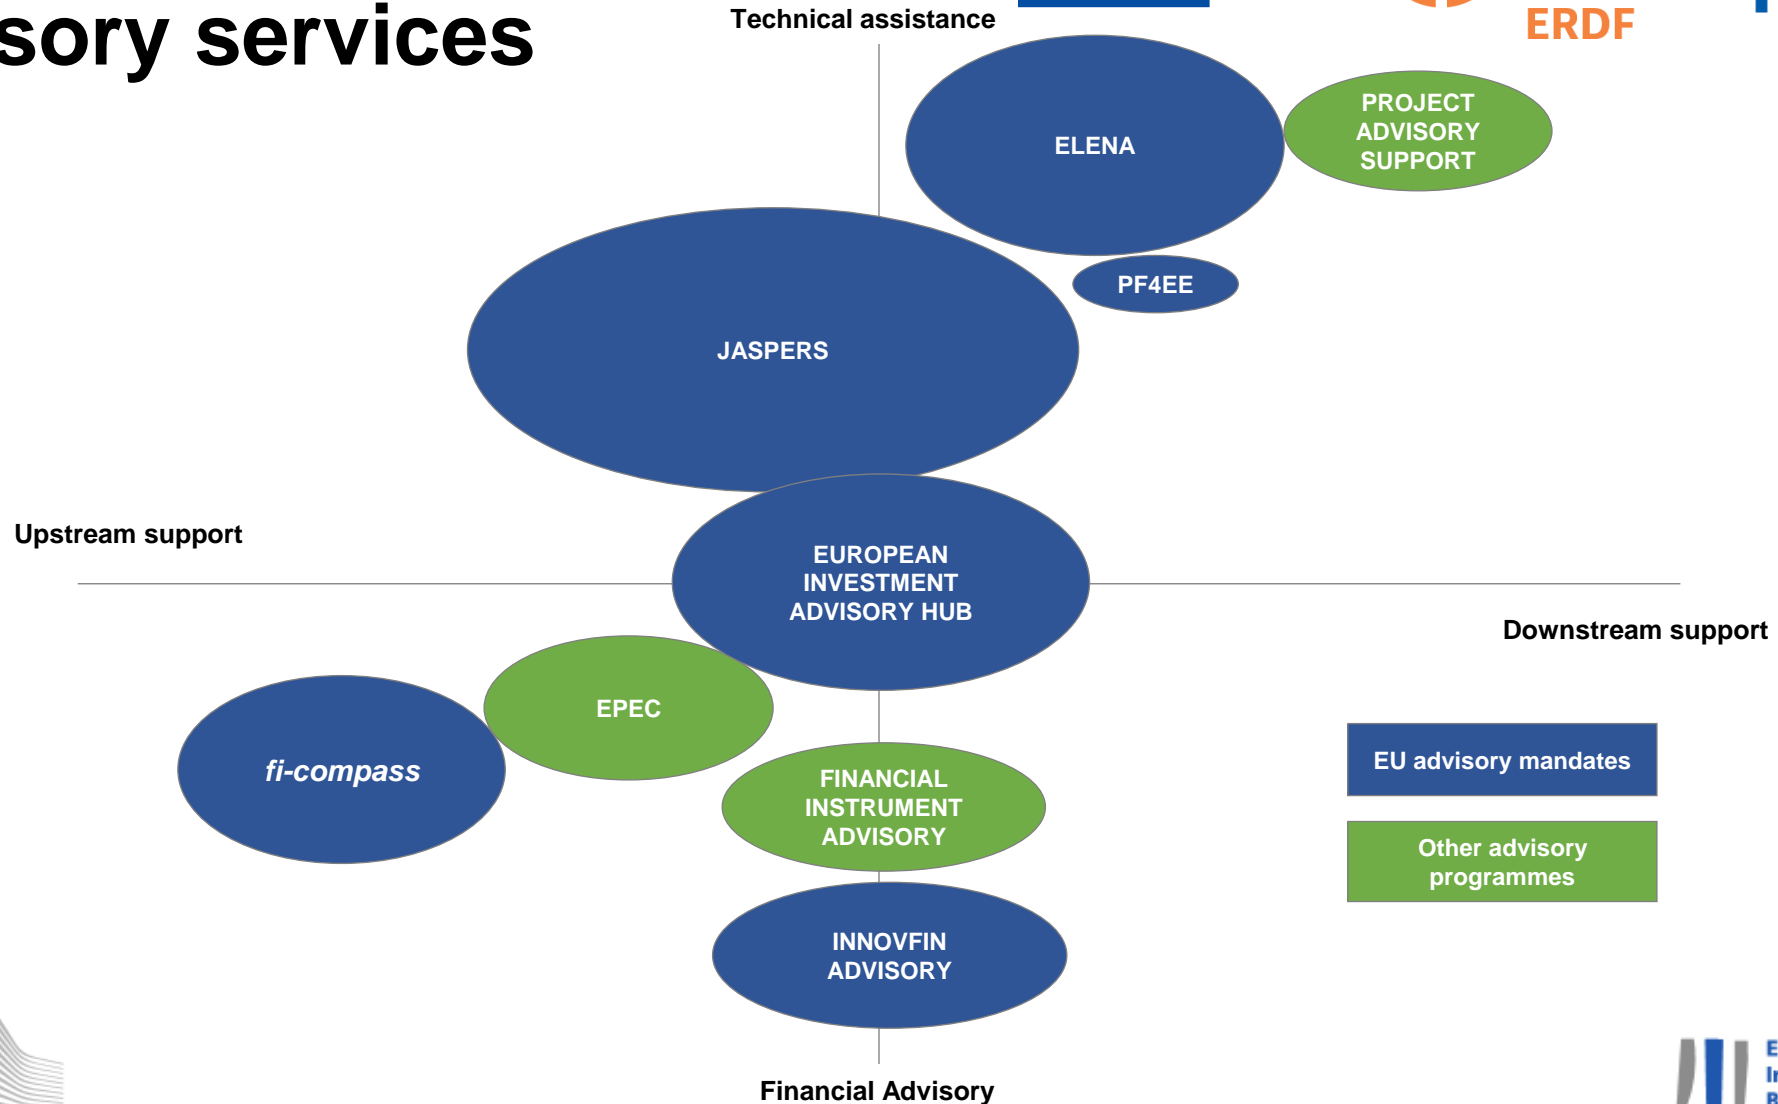 sory services
Technical assistance
ERDF
ELENA
PROJECT
ADVISORY
SUPPORT
PF4EE
JASPERS
Upstream support
EUROPEAN
INVESTMENT
ADVISORY HUB
Downstream support
EPEC
fi-compass
EU advisory mandates
FINANCIAL
INSTRUMENT
ADVISORY
Other advisory
programmes
INNOVFIN
ADVISORY
Financial Advisory